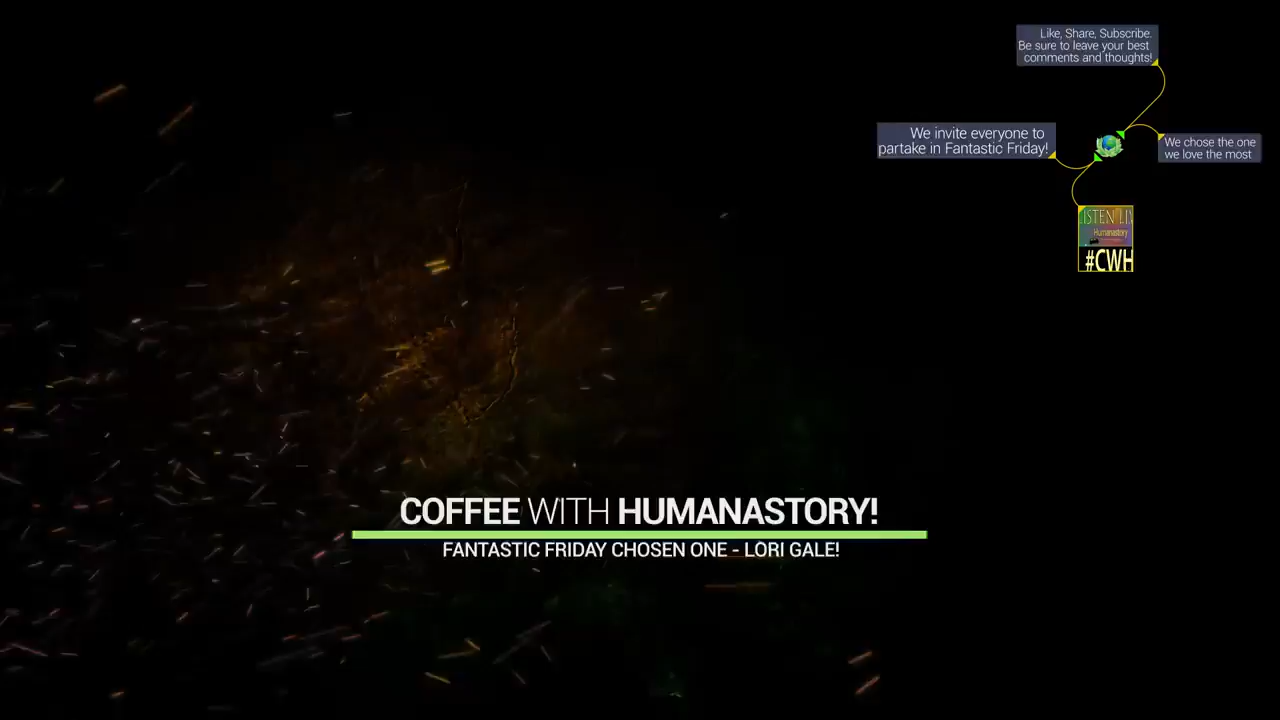 Like, Share, Subscribe.
Be sure to leave your best
comments and thoughts!
We invite everyone to
partake in Fantastic Friday!
We chose the one
we love the most
Humanastory
#CWH
COFFEE WITH HUMANASTORY!
FANTASTIC FRIDAY CHOSEN ONE - LORI GALE!